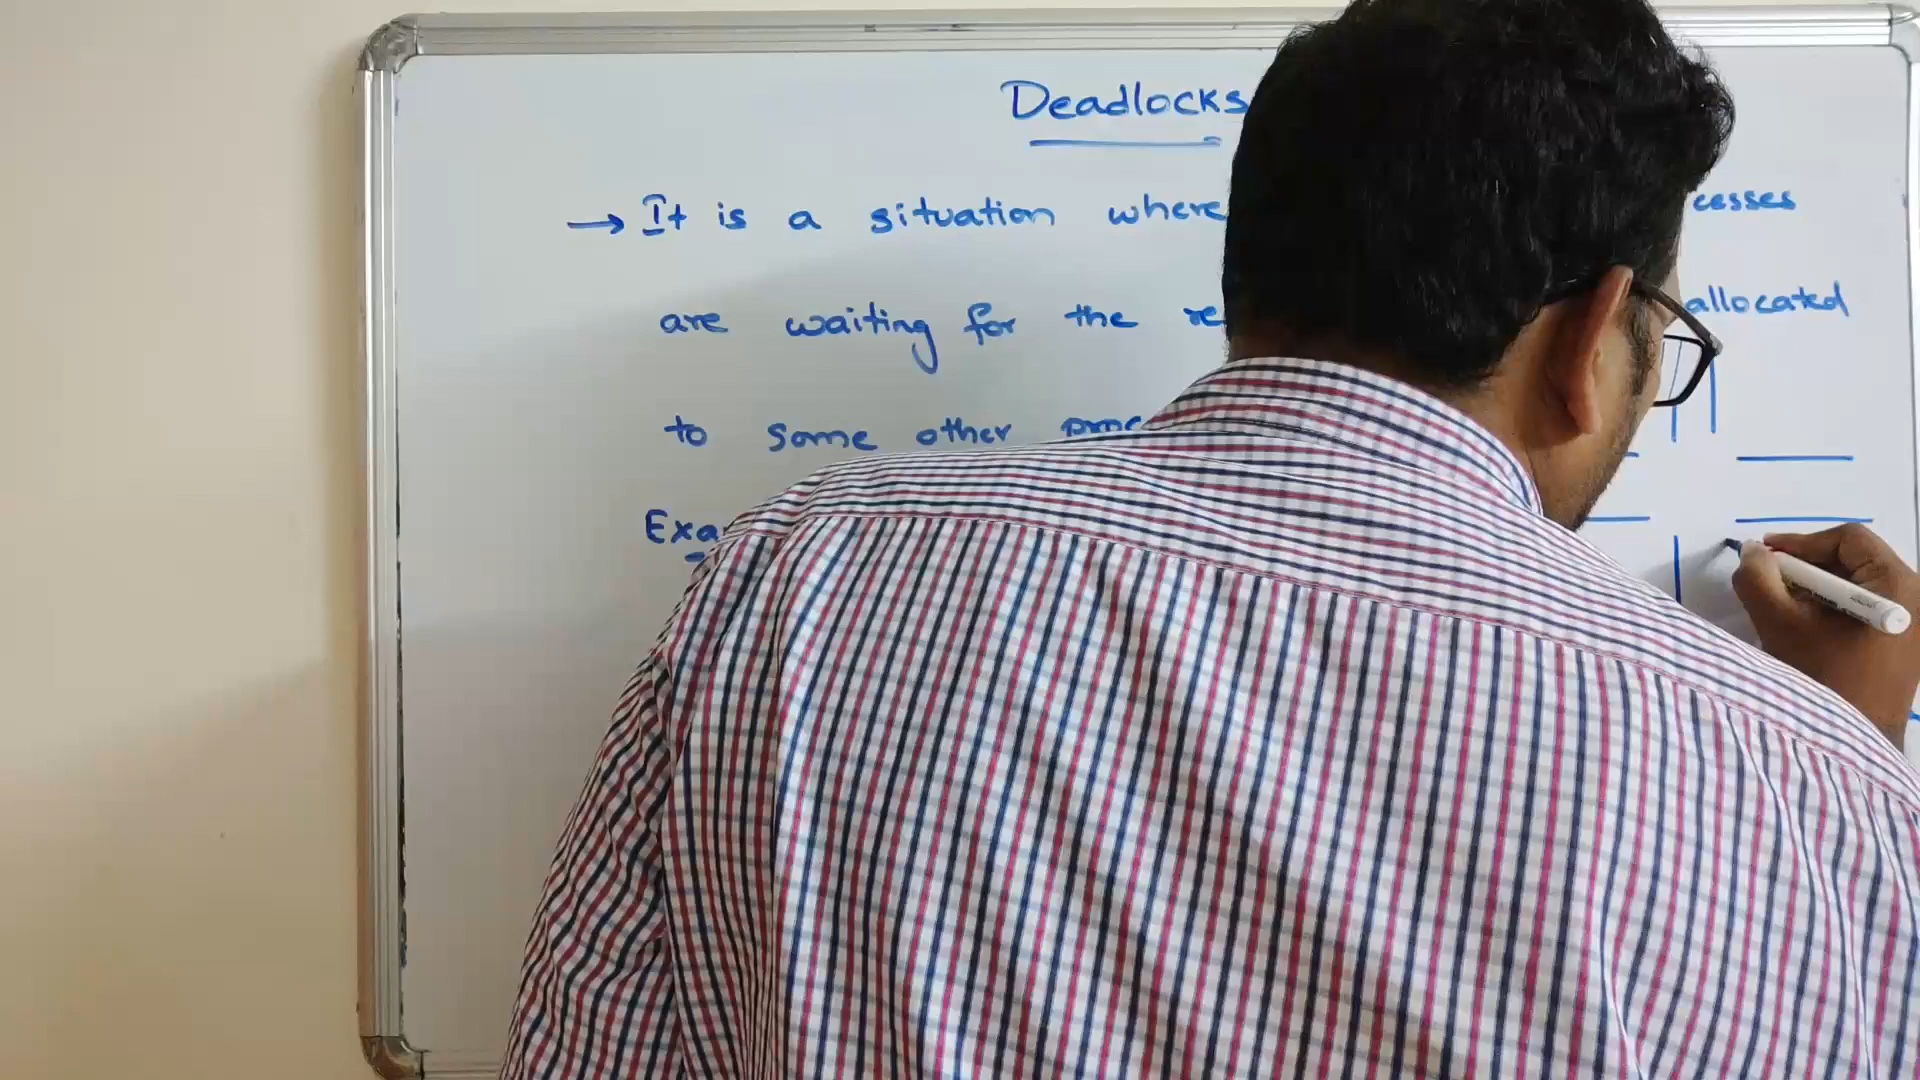 Deadlocks
→ It is a situation where cesses
are waiting for the re allocated
to some other proc
Exa